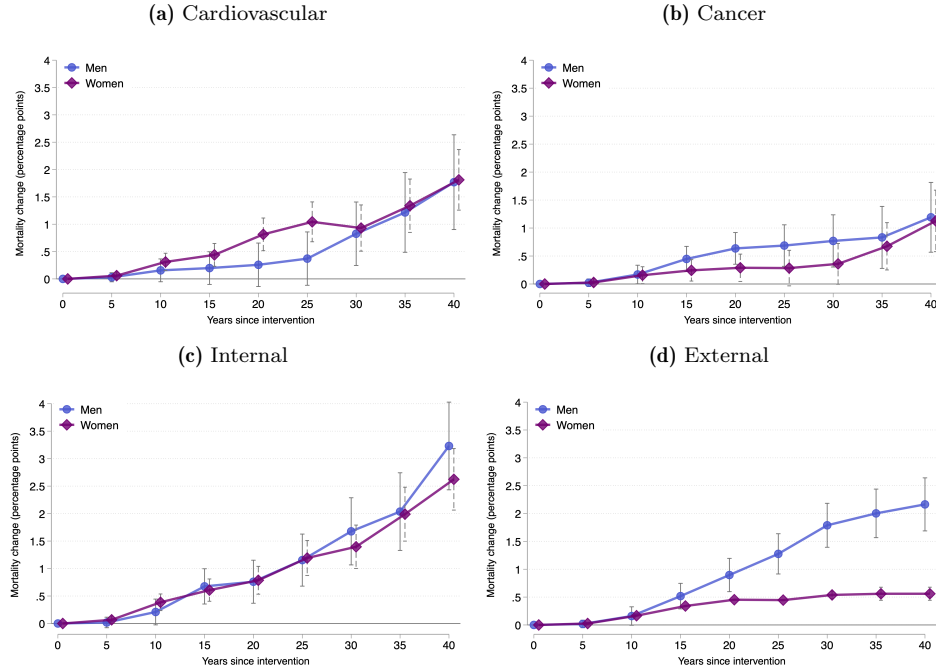 (a) Cardiovascular
Mortality change (percentage points)
4
3.5
3
2.5
2
1.5
1
.5
0
Men
Women
0 5 10 15 20 25 30 35 40
Years since intervention
(b) Cancer
Mortality change (percentage points)
4
3.5
3
2.5
2
1.5
1
.5
0
Men
Women
0 5 10 15 20 25 30 35 40
Years since intervention
(c) Internal
Mortality change (percentage points)
4
3.5
3
2.5
2
1.5
1
.5
0
Men
Women
0 5 10 15 20 25 30 35 40
Years since intervention
(d) External
Mortality change (percentage points)
4
3.5
3
2.5
2
1.5
1
.5
0
Men
Women
0 5 10 15 20 25 30 35 40
Years since intervention